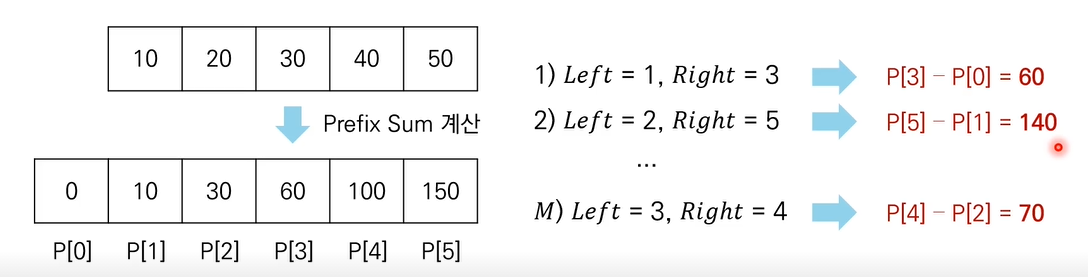 10 20 30 40 50
Prefix Sum 계산
0 10 30 60 100 150
P[0] P[1] P[2] P[3] P[4] P[5]
1) Left = 1, Right = 3 P[3] – P[0] = 60
2) Left = 2, Right = 5 P[5] – P[1] = 140
...
M) Left = 3, Right = 4 P[4] – P[2] = 70